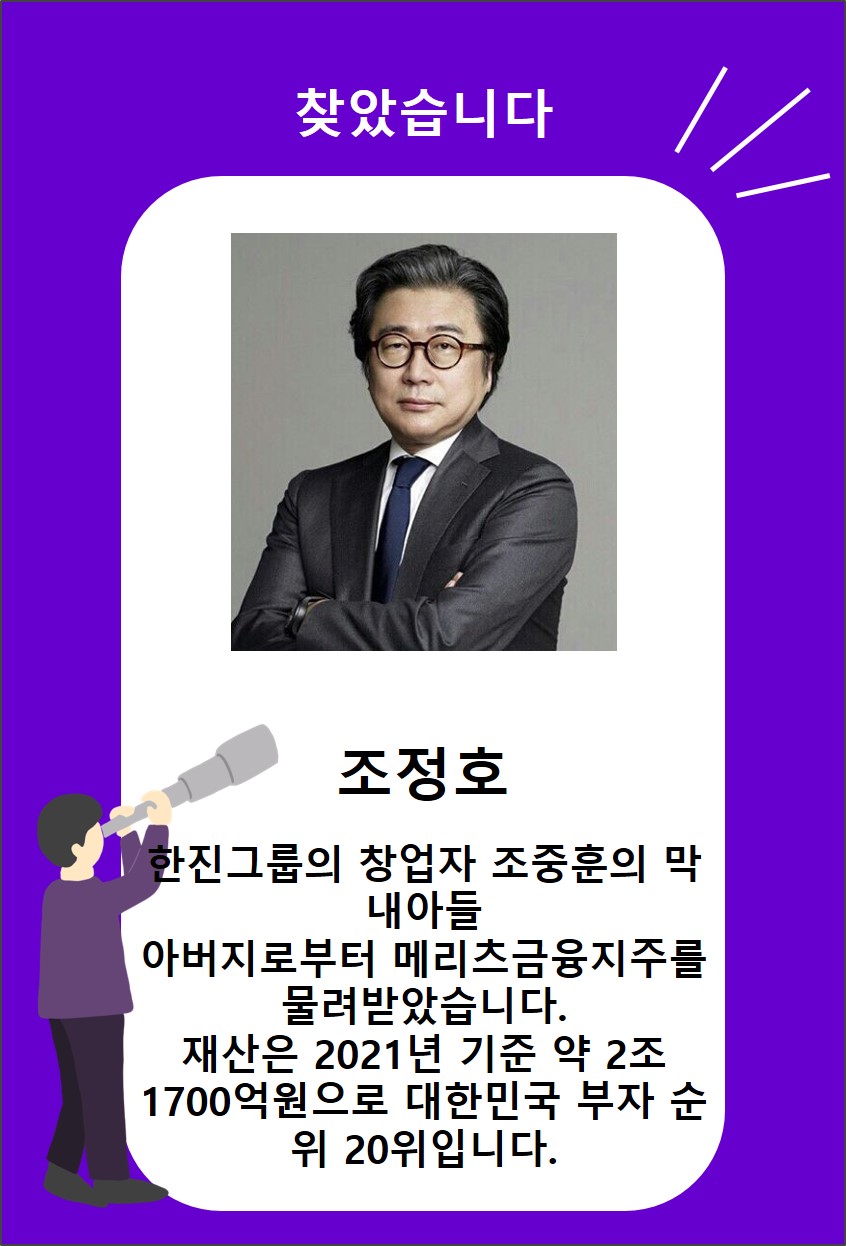 찾았습니다
조정호
한진그룹의 창업자 조중훈의 막
내아들
아버지로부터 메리츠금융지주를
물려받았습니다.
재산은 2021년 기준 약 2조
1700억원으로 대한민국 부자 순
위 20위입니다.